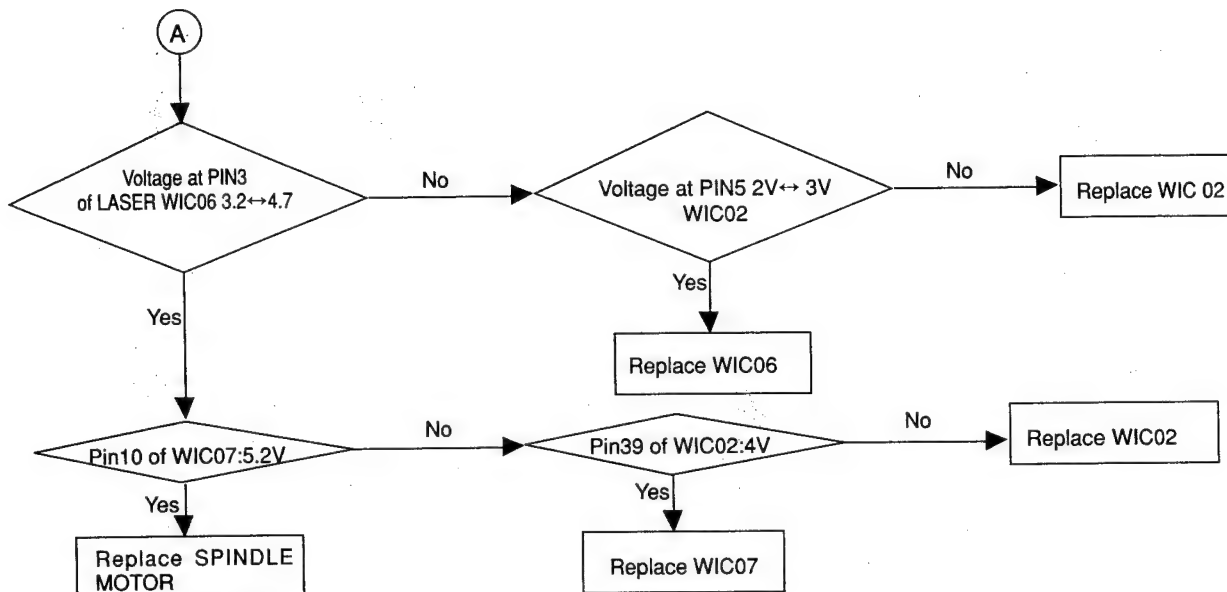 A
Voltage at PIN3
of LASER WIC06 3.2↔4.7
No
Voltage at PIN5 2V↔ 3V
WIC02
No
Replace WIC 02
Yes
Yes
Replace WIC06
Pin10 of WIC07:5.2V
No
Pin39 of WIC02:4V
No
Replace WIC02
Yes
Yes
Replace SPINDLE
MOTOR
Replace WIC07